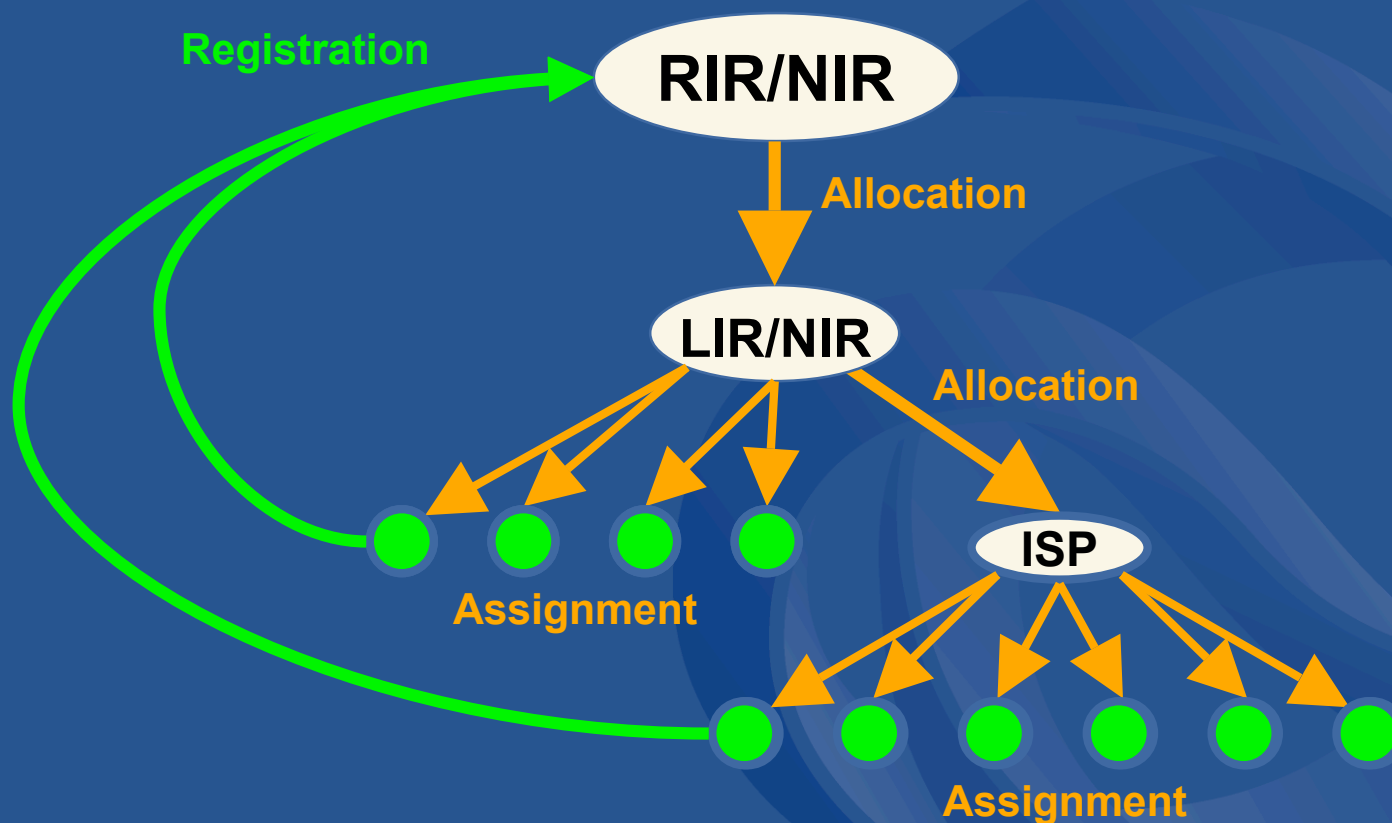 Registration
RIR/NIR
Allocation
LIR/NIR
Allocation
ISP
Assignment
Assignment